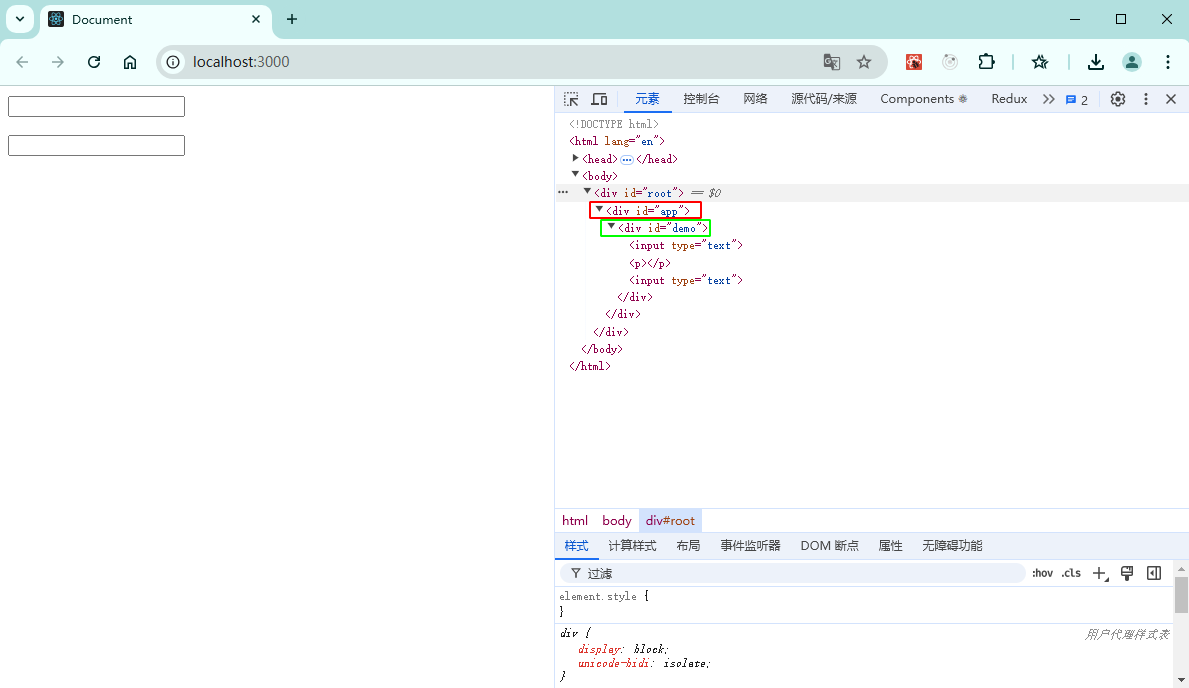 Document
localhost:3000
元素 控制台 网络 源代码/来源 Components Redux 2
<!DOCTYPE html>
<html lang="en">
<head> ⋯ </head>
<body>
<div id="root"> == $0
<div id="app">
<div id="demo">
<input type="text">
<p></p>
<input type="text">
</div>
</div>
</div>
</body>
</html>
html body div#root
样式 计算样式 布局 事件监听器 DOM 断点 属性 无障碍功能
过滤 :hov .cls
element.style {
}
div { 用户代理样式表
display: block;
unicode-bidi: isolate;
}